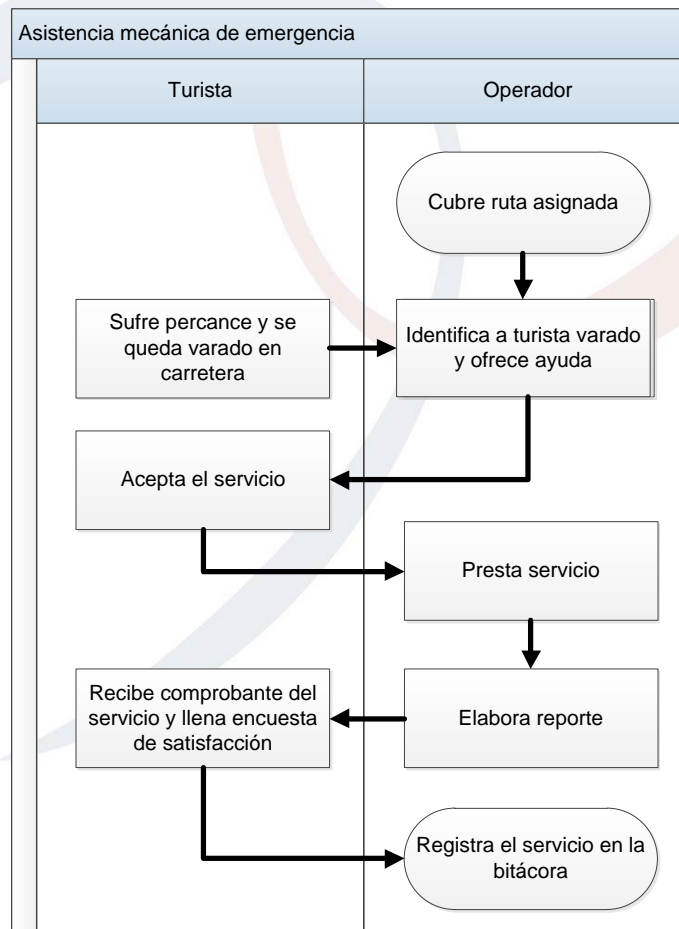 Asistencia mecánica de emergencia
Turista
Operador
Cubre ruta asignada
Sufre percance y se
queda varado en
carretera
Identifica a turista varado
y ofrece ayuda
Acepta el servicio
Presta servicio
Recibe comprobante del
servicio y llena encuesta
de satisfacción
Elabora reporte
Registra el servicio en la
bitácora